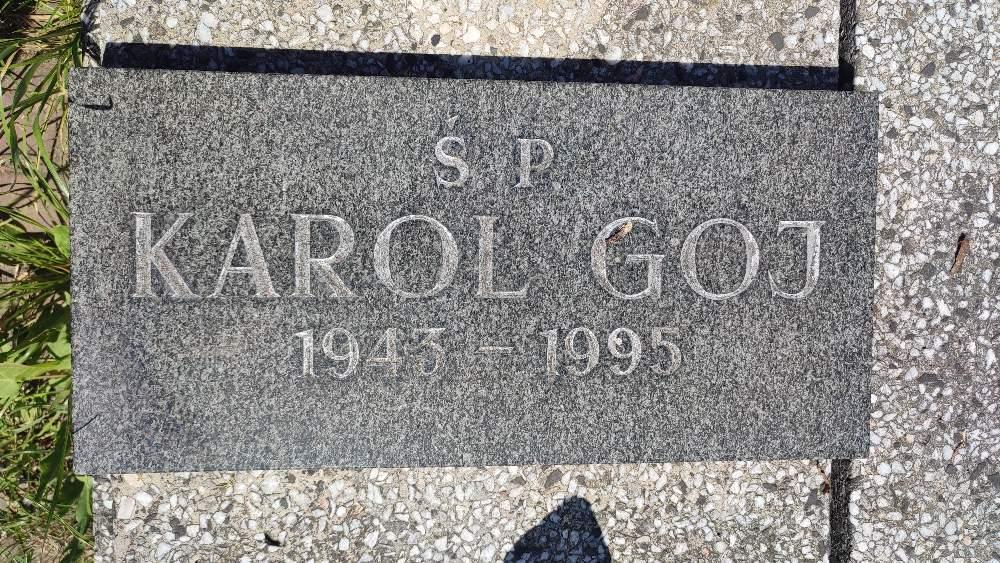 Ś P
KAROL GOJ
1943 – 1995